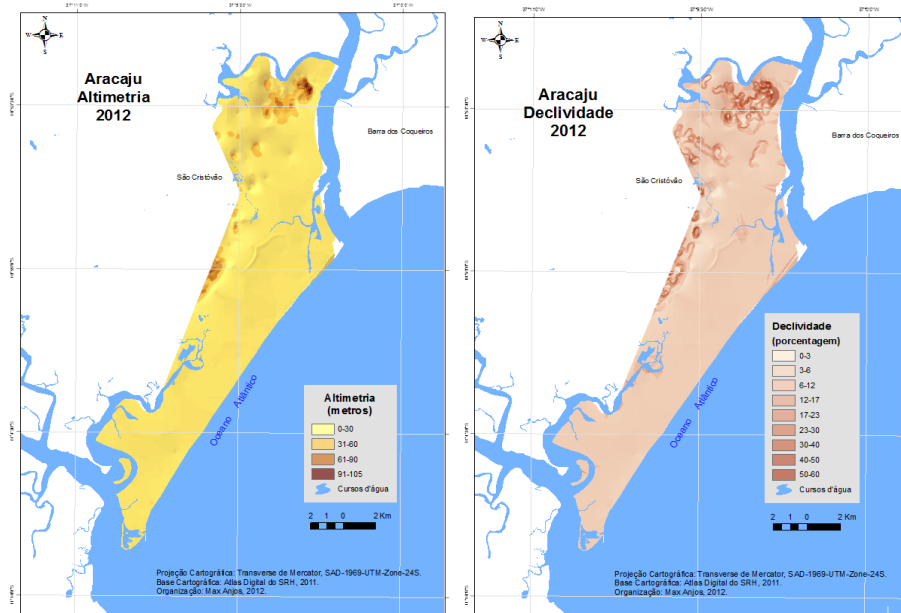 N
W E
S
Aracaju
Altimetria
2012
Barra dos Coqueiros
São Cristóvão
Oceano Atlântico
Altimetria
(metros)
0-30
31-60
61-90
91-105
Cursos d'água
2 1 0 2 Km
Projeção Cartográfica: Transverse de Mercator, SAD-1969-UTM-Zone-24S.
Base Cartográfica: Atlas Digital do SRH, 2011.
Organização: Max Anjos, 2012.
N
W E
S
Aracaju
Declividade
2012
Barra dos Coqueiros
São Cristóvão
Oceano Atlântico
Declividade
(porcentagem)
0-3
3-6
6-12
12-17
17-23
23-30
30-40
40-50
50-60
Cursos d'água
2 1 0 2 Km
Projeção Cartográfica: Transverse de Mercator, SAD-1969-UTM-Zone-24S.
Base Cartográfica: Atlas Digital do SRH, 2011.
Organização: Max Anjos, 2012.